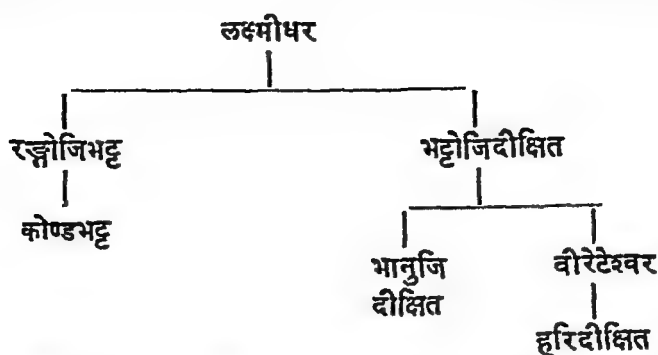 लक्ष्मीधर
रङ्गोजिभट्ट भट्टोजिदीक्षित
कोण्डभट्ट
भानुजि वीरेटेश्वर
दीक्षित
हरिदीक्षित